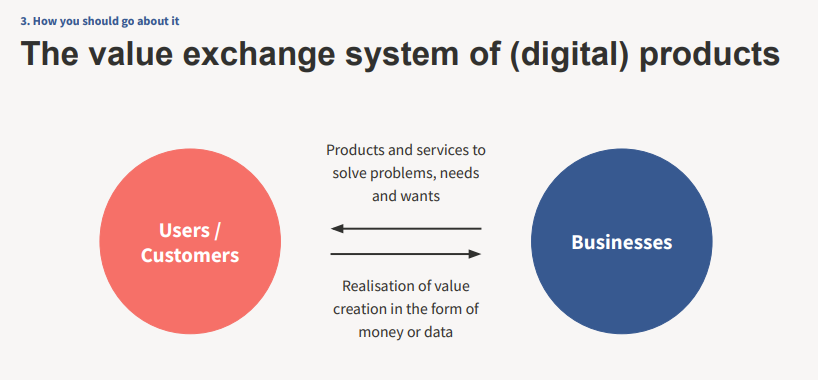 3. How you should go about it
The value exchange system of (digital) products
Products and services to
solve problems, needs
and wants
Users /
Customers
Businesses
Realisation of value
creation in the form of
money or data